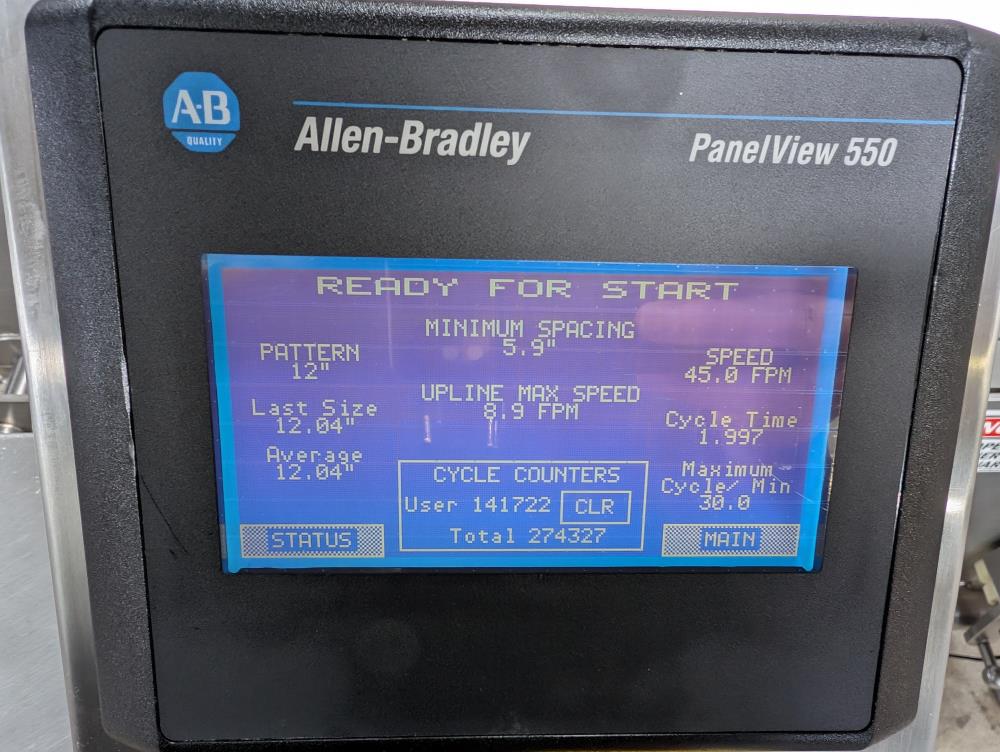 A·B
QUALITY
Allen-Bradley
PanelView 550
READY FOR START
MINIMUM SPACING
5.9"
PATTERN
12"
SPEED
45.0 FPM
UPLINE MAX SPEED
8.9 FPM
Last Size
12.04"
Cycle Time
1.997
Average
12.04"
Maximum
Cycle/ Min
30.0
CYCLE COUNTERS
User 141722 CLR
Total 274327
STATUS
MAIN